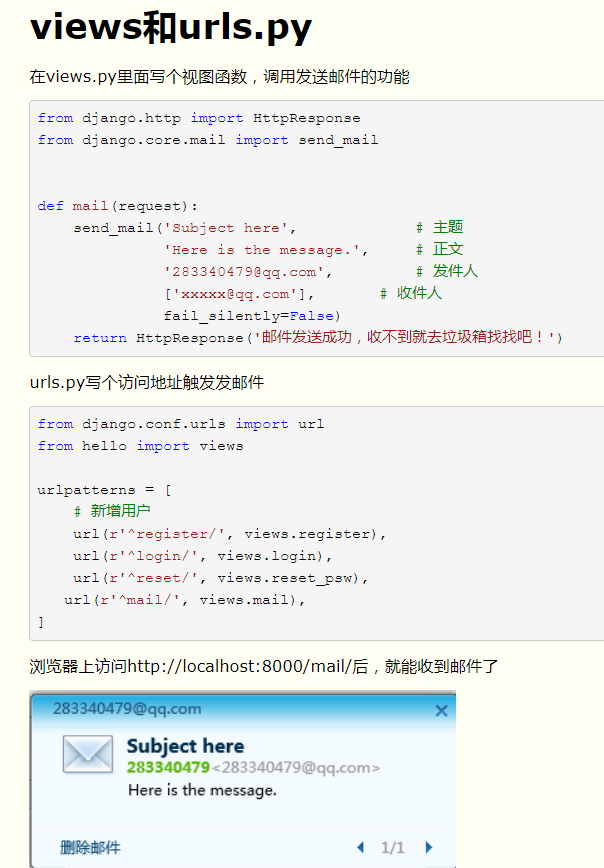 views和urls.py
在views.py里面写个视图函数，调用发送邮件的功能
from django.http import HttpResponse
from django.core.mail import send_mail
def mail(request):
    send_mail('Subject here',             # 主题
              'Here is the message.',     # 正文
              '283340479@qq.com',         # 发件人
              ['xxxxx@qq.com'],       # 收件人
              fail_silently=False)
    return HttpResponse('邮件发送成功，收不到就去垃圾箱找找吧！')
urls.py写个访问地址触发发邮件
from django.conf.urls import url
from hello import views
urlpatterns = [
    # 新增用户
    url(r'^register/', views.register),
    url(r'^login/', views.login),
    url(r'^reset/', views.reset_psw),
   url(r'^mail/', views.mail),
]
浏览器上访问http://localhost:8000/mail/后，就能收到邮件了
283340479@qq.com
Subject here
283340479<283340479@qq.com>
Here is the message.
删除邮件 1/1